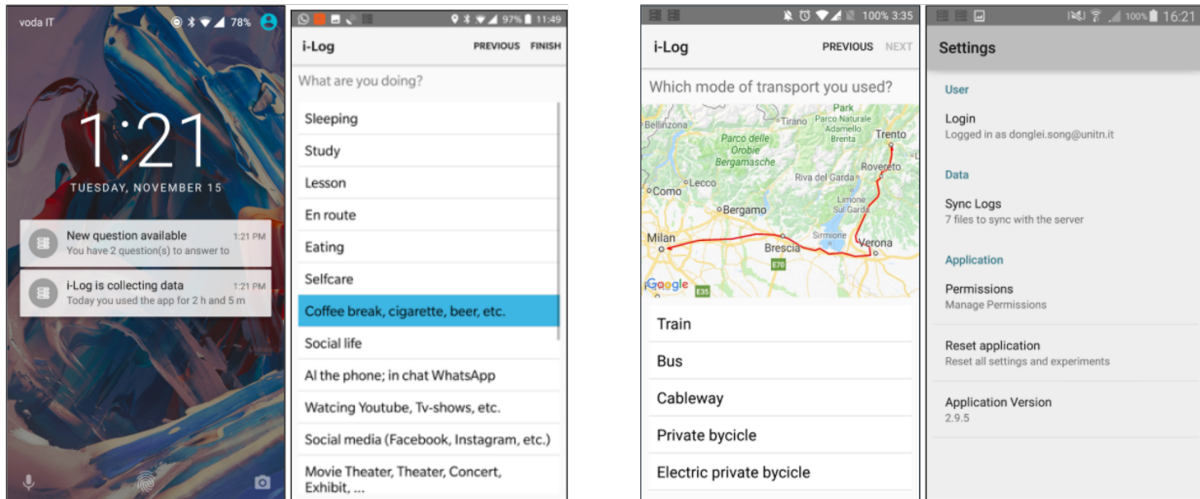 voda IT
78%
1:21
TUESDAY, NOVEMBER 15
New question available 1:21 PM
You have 2 question(s) to answer to
i-Log is collecting data 1:21 PM
Today you used the app for 2 h and 5 m
97% 11:49
i-Log PREVIOUS FINISH
What are you doing?
Sleeping
Study
Lesson
En route
Eating
Selfcare
Coffee break, cigarette, beer, etc.
Social life
Al the phone; in chat WhatsApp
Watcing Youtube, Tv-shows, etc.
Social media (Facebook, Instagram, etc.)
Movie Theater, Theater, Concert,
Exhibit, ...
100% 3:35
i-Log PREVIOUS NEXT
Which mode of transport you used?
Bellinzona
Tirano
Park
Parco Naturale
Adamello
Brenta
Trento
Parco delle
Orobie
Bergamasche
Rovereto
Riva del Garda
Como
Lecco
Limone
Sul Garda
Bergamo
Milan
Sirmione
Verona
Brescia
E70
Google
E35
Train
Bus
Cableway
Private bycicle
Electric private bycicle
100% 16:21
Settings
User
Login
Logged in as donglei.song@unitn.it
Data
Sync Logs
7 files to sync with the server
Application
Permissions
Manage Permissions
Reset application
Reset all settings and experiments
Application Version
2.9.5